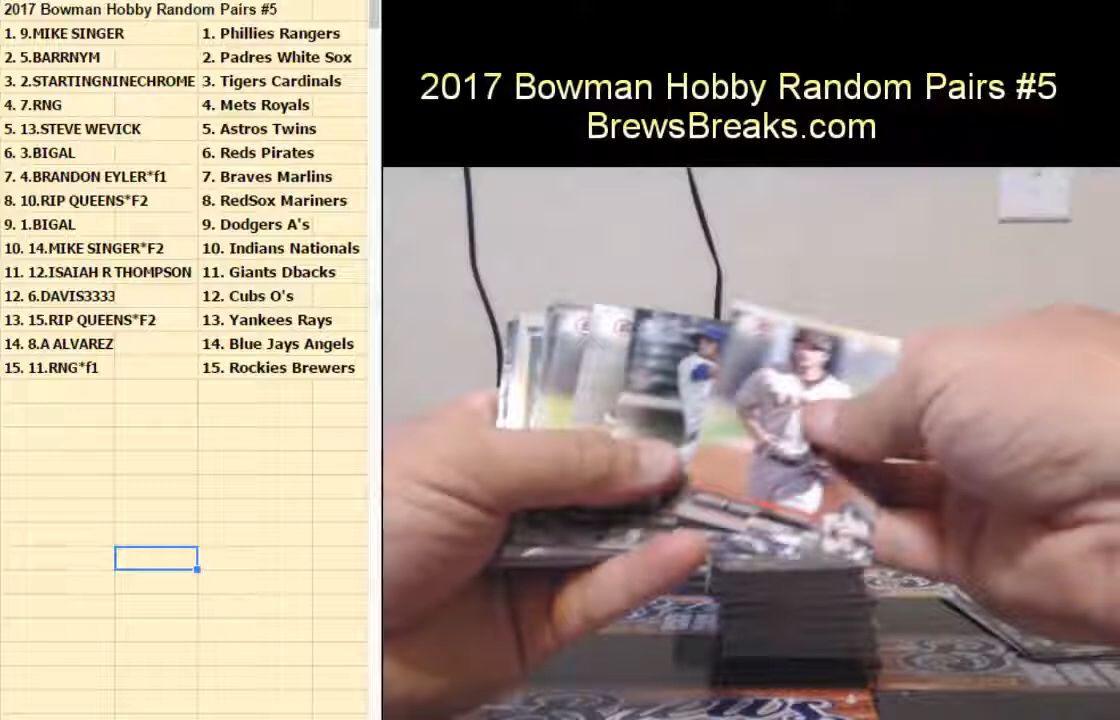 2017 Bowman Hobby Random Pairs #5
1. 9.MIKE SINGER 1. Phillies Rangers
2. 5.BARRNYM 2. Padres White Sox
3. 2.STARTINGNINECHROME 3. Tigers Cardinals
4. 7.RNG 4. Mets Royals
5. 13.STEVE WEVICK 5. Astros Twins
6. 3.BIGAL 6. Reds Pirates
7. 4.BRANDON EYLER*f1 7. Braves Marlins
8. 10.RIP QUEENS*F2 8. RedSox Mariners
9. 1.BIGAL 9. Dodgers A's
10. 14.MIKE SINGER*F2 10. Indians Nationals
11. 12.ISAIAH R THOMPSON 11. Giants Dbacks
12. 6.DAVIS3333 12. Cubs O's
13. 15.RIP QUEENS*F2 13. Yankees Rays
14. 8.A ALVAREZ 14. Blue Jays Angels
15. 11.RNG*f1 15. Rockies Brewers
2017 Bowman Hobby Random Pairs #5
BrewsBreaks.com